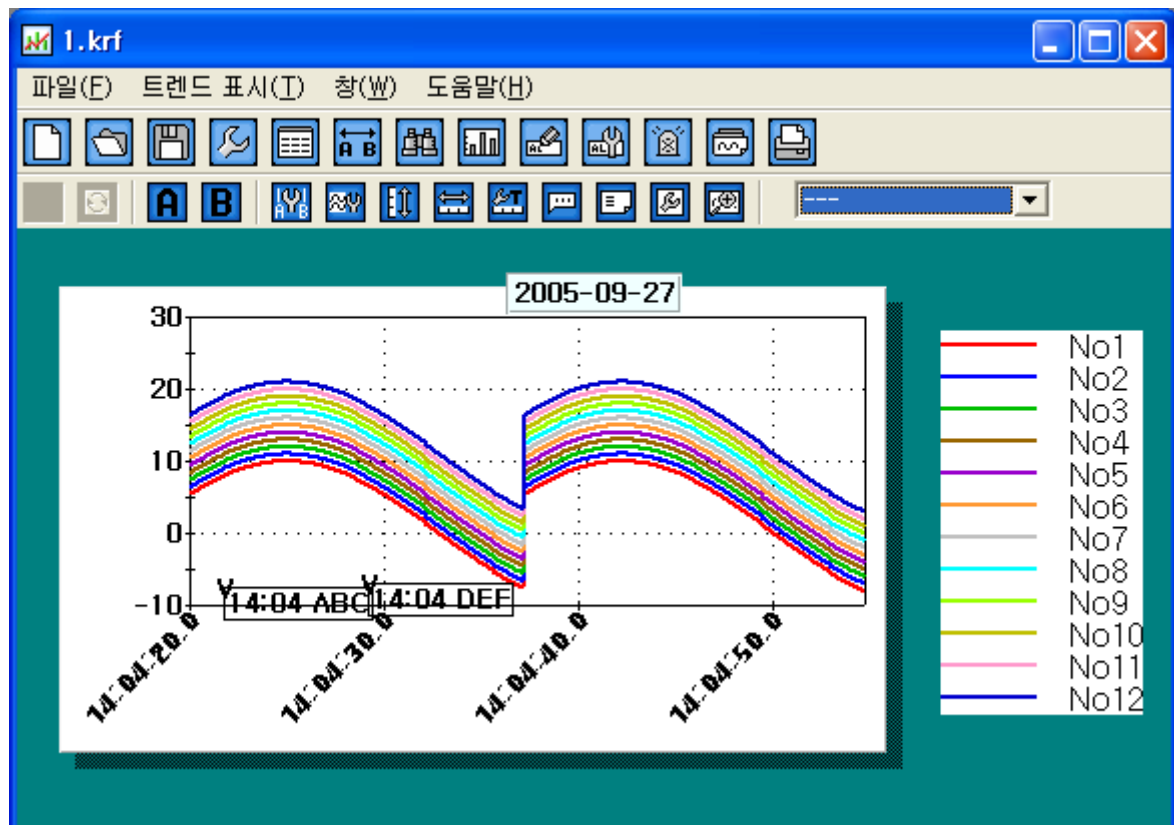 1.krf
파일(F) 트렌드 표시(T) 창(W) 도움말(H)
A B
AL AL
A B A Y B Y T
---
2005-09-27
30
20
10
0
-10
14:04 ABC 14:04 DEF
14:04:20.0 14:04:30.0 14:04:40.0 14:04:50.0
No1
No2
No3
No4
No5
No6
No7
No8
No9
No10
No11
No12